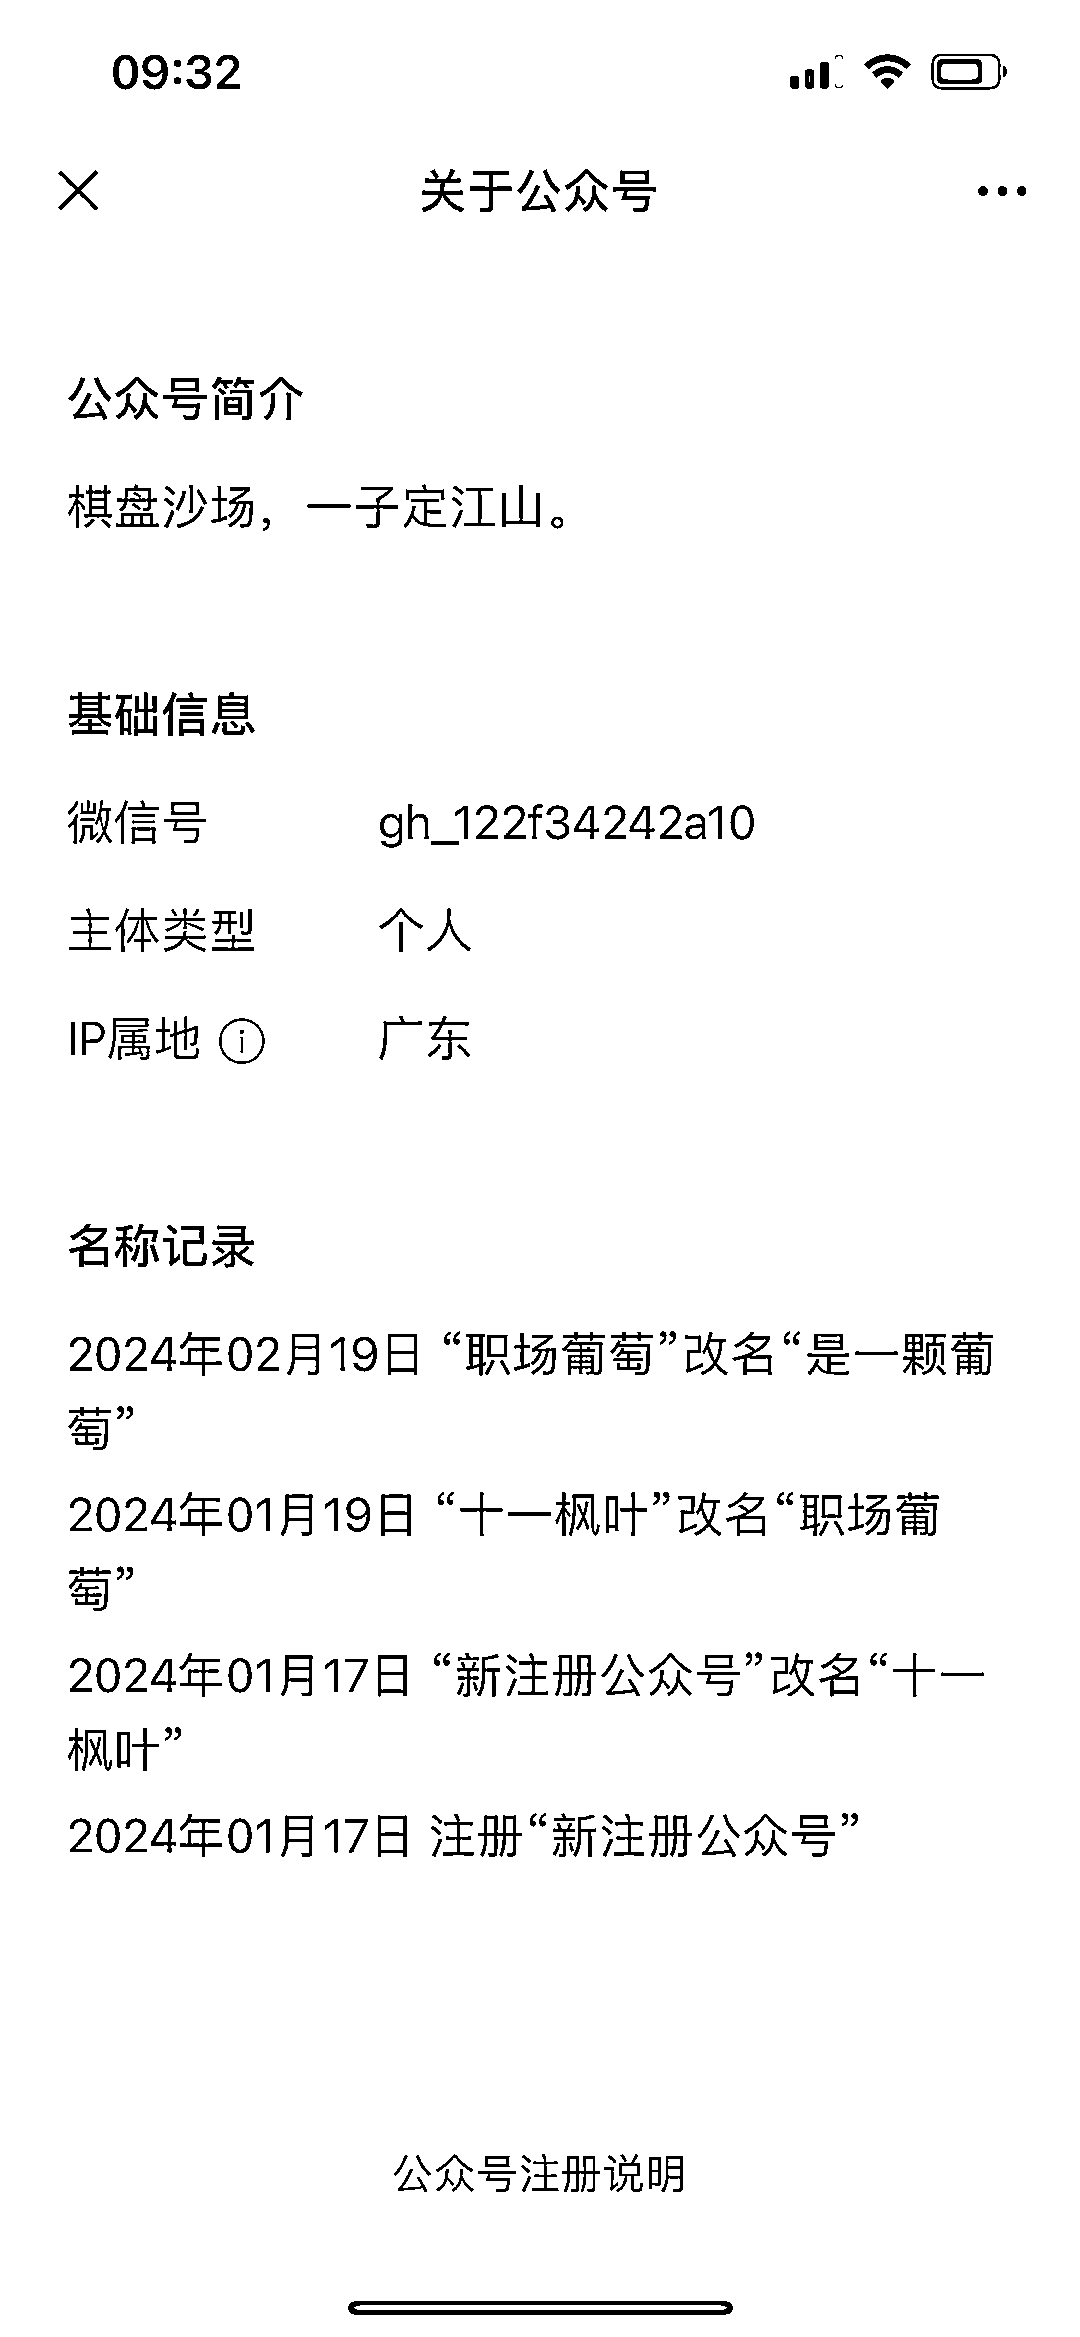 09:32
关于公众号
公众号简介
棋盘沙场，一子定江山。
基础信息
微信号 gh_122f34242a10
主体类型 个人
IP属地 广东
名称记录
2024年02月19日 “职场葡萄”改名“是一颗葡
萄”
2024年01月19日 “十一枫叶”改名“职场葡
萄”
2024年01月17日 “新注册公众号”改名“十一
枫叶”
2024年01月17日 注册“新注册公众号”
公众号注册说明